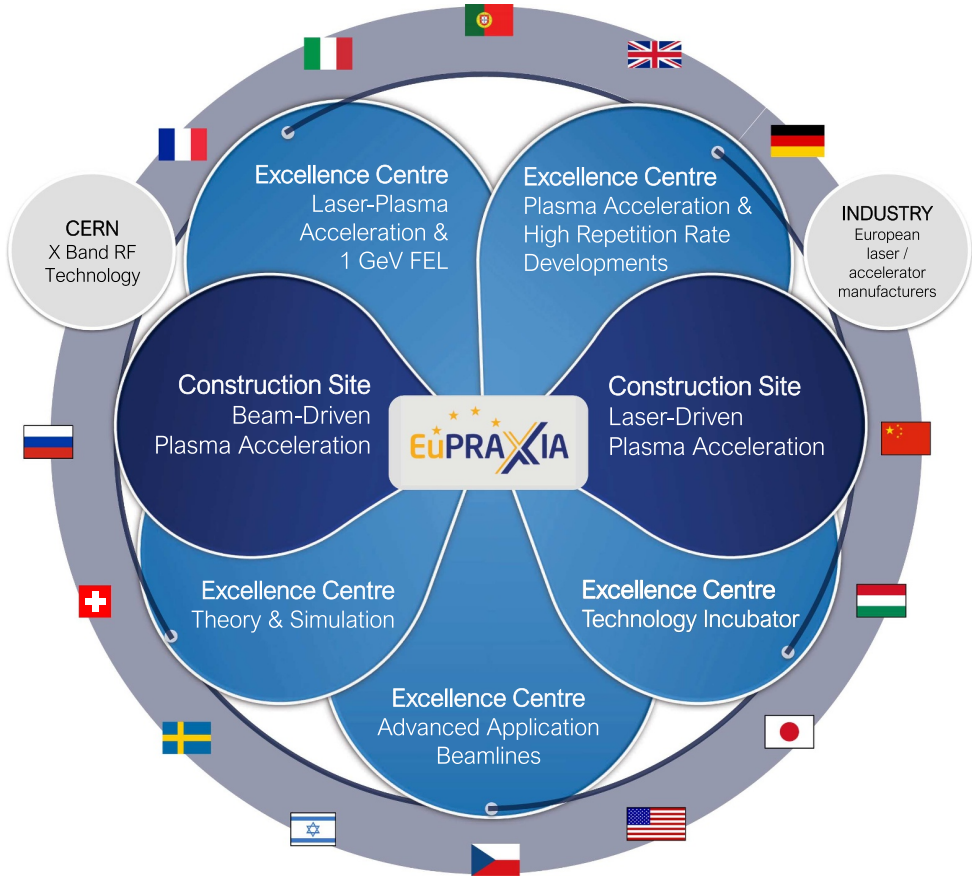 Excellence Centre
Laser-Plasma
Acceleration &
1 GeV FEL
Excellence Centre
Plasma Acceleration &
High Repetition Rate
Developments
CERN
X Band RF
Technology
INDUSTRY
European
laser /
accelerator
manufacturers
Construction Site
Beam-Driven
Plasma Acceleration
EuPRAXIA
Construction Site
Laser-Driven
Plasma Acceleration
Excellence Centre
Theory & Simulation
Excellence Centre
Technology Incubator
Excellence Centre
Advanced Application
Beamlines